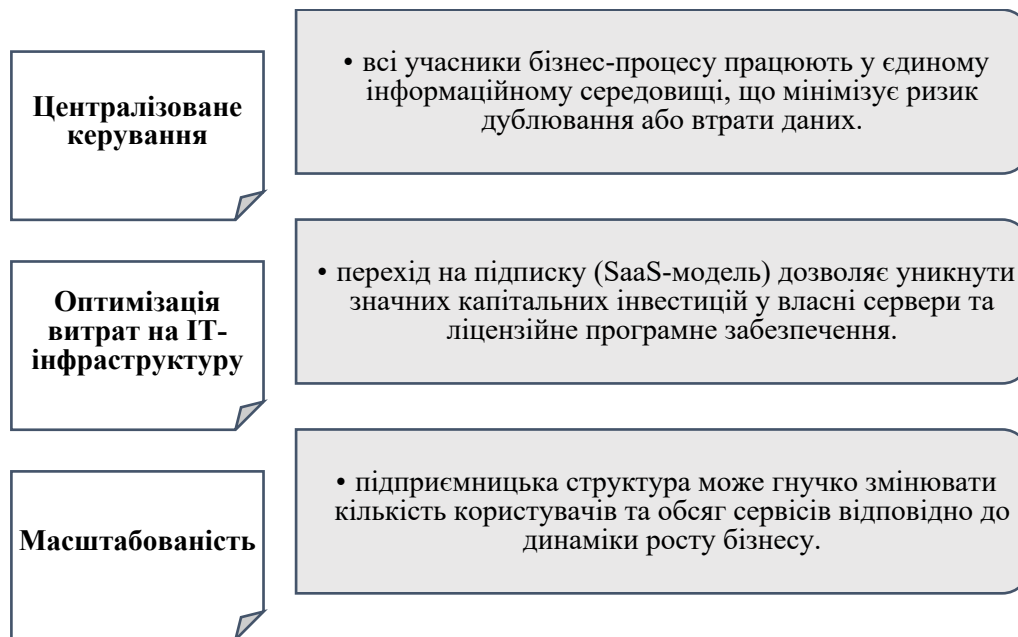 Централізоване
керування
• всі учасники бізнес-процесу працюють у єдиному
інформаційному середовищі, що мінімізує ризик
дублювання або втрати даних.
Оптимізація
витрат на ІТ-
інфраструктуру
• перехід на підписку (SaaS-модель) дозволяє уникнути
значних капітальних інвестицій у власні сервери та
ліцензійне програмне забезпечення.
Масштабованість
• підприємницька структура може гнучко змінювати
кількість користувачів та обсяг сервісів відповідно до
динаміки росту бізнесу.